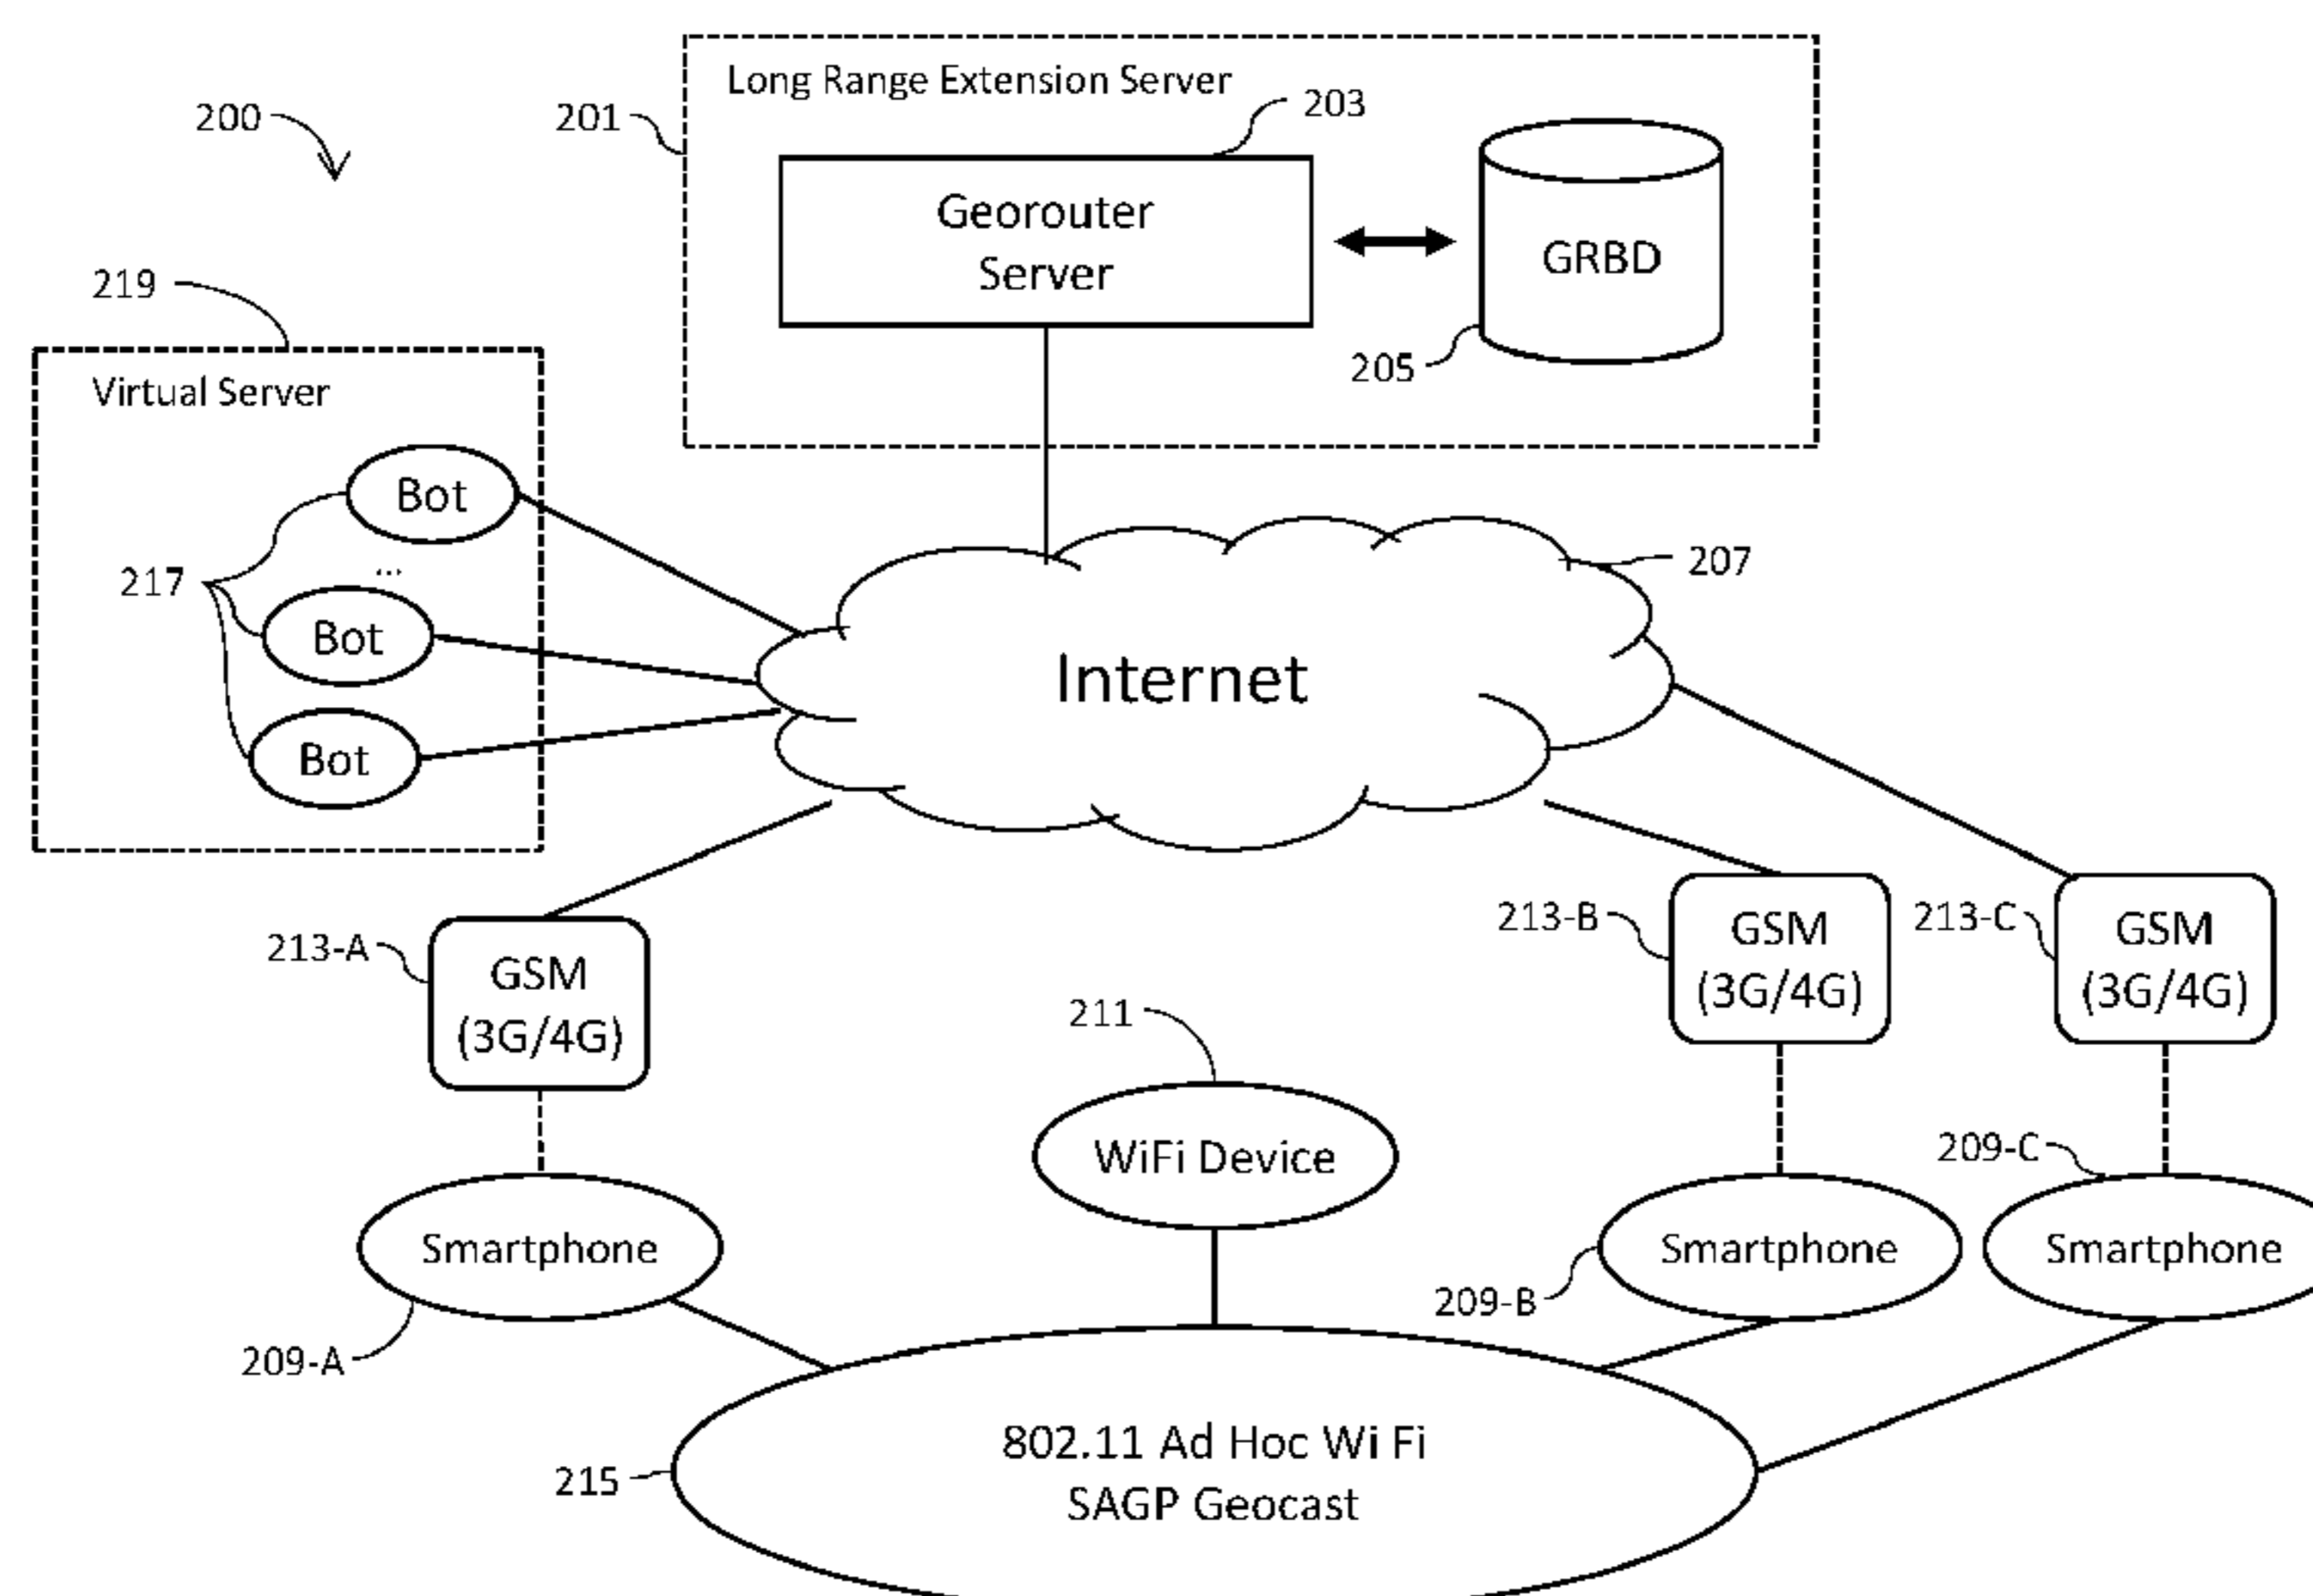 Long Range Extension Server
200
201
203
Georouter
Server
GRBD
205
219
Virtual Server
Bot
...
217
Bot
Bot
207
Internet
213-A
GSM
(3G/4G)
213-B
GSM
(3G/4G)
213-C
GSM
(3G/4G)
211
WiFi Device
209-C
Smartphone
Smartphone
Smartphone
209-B
209-A
802.11 Ad Hoc Wi Fi
SAGP Geocast
215